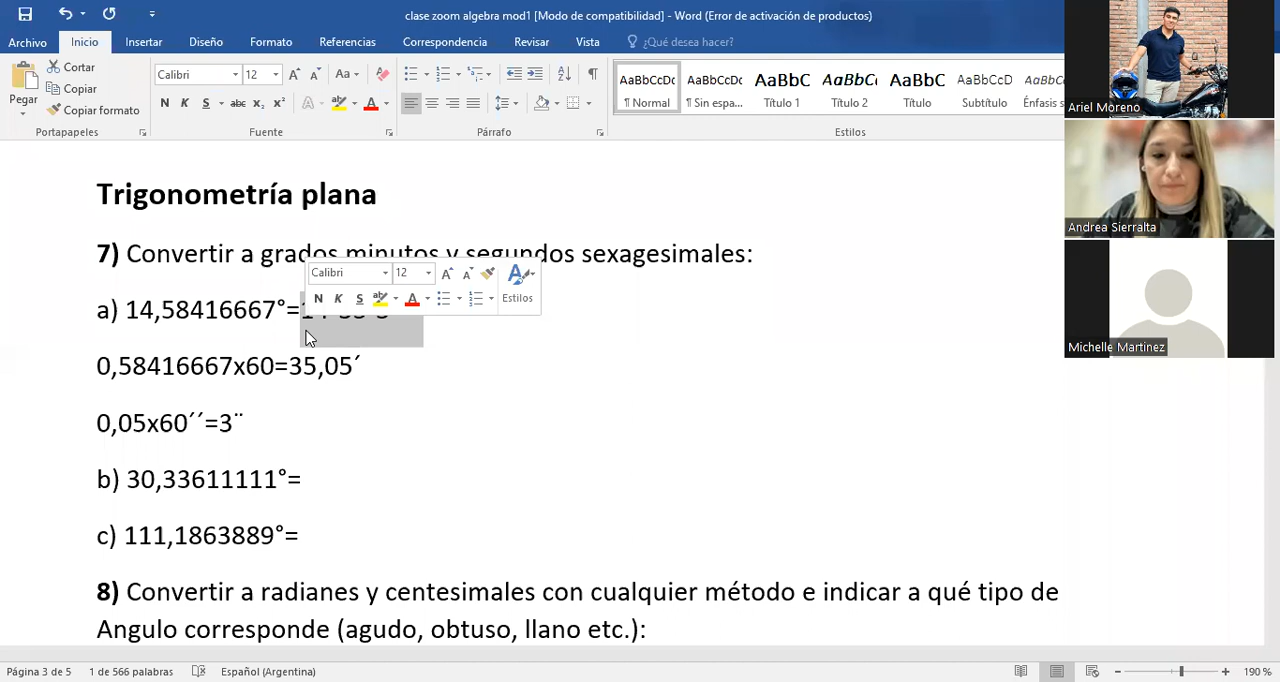 clase zoom algebra mod1 [Modo de compatibilidad] - Word (Error de activación de productos)
Archivo Inicio Insertar Diseño Formato Referencias Correspondencia Revisar Vista ¿Qué desea hacer?
Pegar
Cortar
Copiar
Copiar formato
Portapapeles
Calibri 12
Aa
N K S abc x₂ x²
Fuente
Párrafo
AaBbCcDc AaBbCcDc AaBbC AaBbCc AaBbC AaBbCcD AaBbCc
¶ Normal ¶ Sin espa... Título 1 Título 2 Título Subtítulo Énfasis s
Estilos
Ariel Moreno
Andrea Sierralta
Michelle Martinez
Trigonometría plana
7) Convertir a grados minutos y segundos sexagesimales:
Calibri 12
N K S Estilos
a) 14,58416667°=
0,58416667x60=35,05´
0,05x60´´=3¨
b) 30,33611111°=
c) 111,1863889°=
8) Convertir a radianes y centesimales con cualquier método e indicar a qué tipo de
Angulo corresponde (agudo, obtuso, llano etc.):
Página 3 de 5 1 de 566 palabras Español (Argentina) 190 %